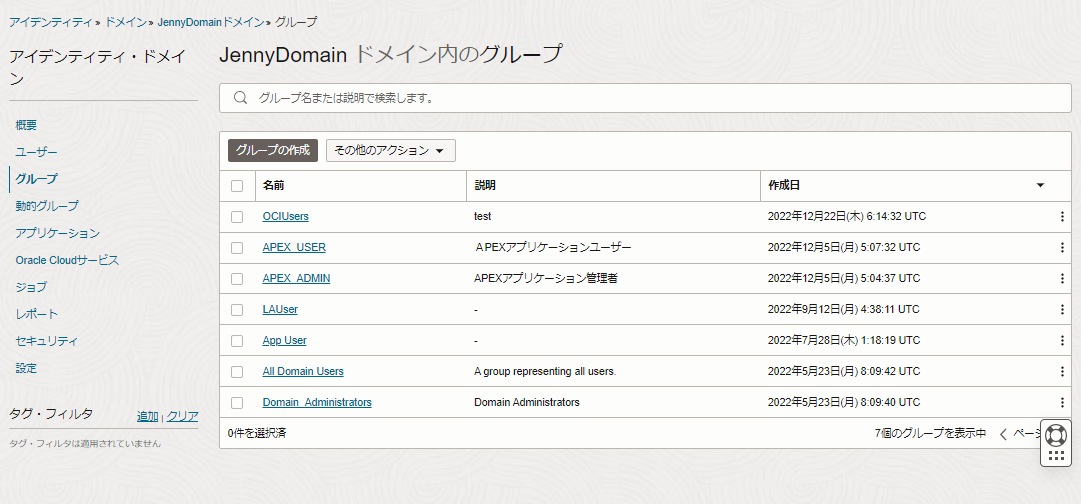 アイデンティティ » ドメイン » JennyDomainドメイン » グループ
アイデンティティ・ドメイ
ン
概要
ユーザー
グループ
動的グループ
アプリケーション
Oracle Cloudサービス
ジョブ
レポート
セキュリティ
設定
タグ・フィルタ 追加 | クリア
タグ・フィルタは適用されていません
JennyDomain ドメイン内のグループ
グループ名または説明で検索します。
グループの作成 その他のアクション
名前 説明 作成日
OCIUsers test 2022年12月22日(木) 6:14:32 UTC
APEX_USER ＡPEXアプリケーションユーザー 2022年12月5日(月) 5:07:32 UTC
APEX_ADMIN APEXアプリケーション管理者 2022年12月5日(月) 5:04:37 UTC
LAUser - 2022年9月12日(月) 4:38:11 UTC
App User - 2022年7月28日(木) 1:18:19 UTC
All Domain Users A group representing all users. 2022年5月23日(月) 8:09:42 UTC
Domain_Administrators Domain Administrators 2022年5月23日(月) 8:09:40 UTC
0件を選択済 7個のグループを表示中 ペー